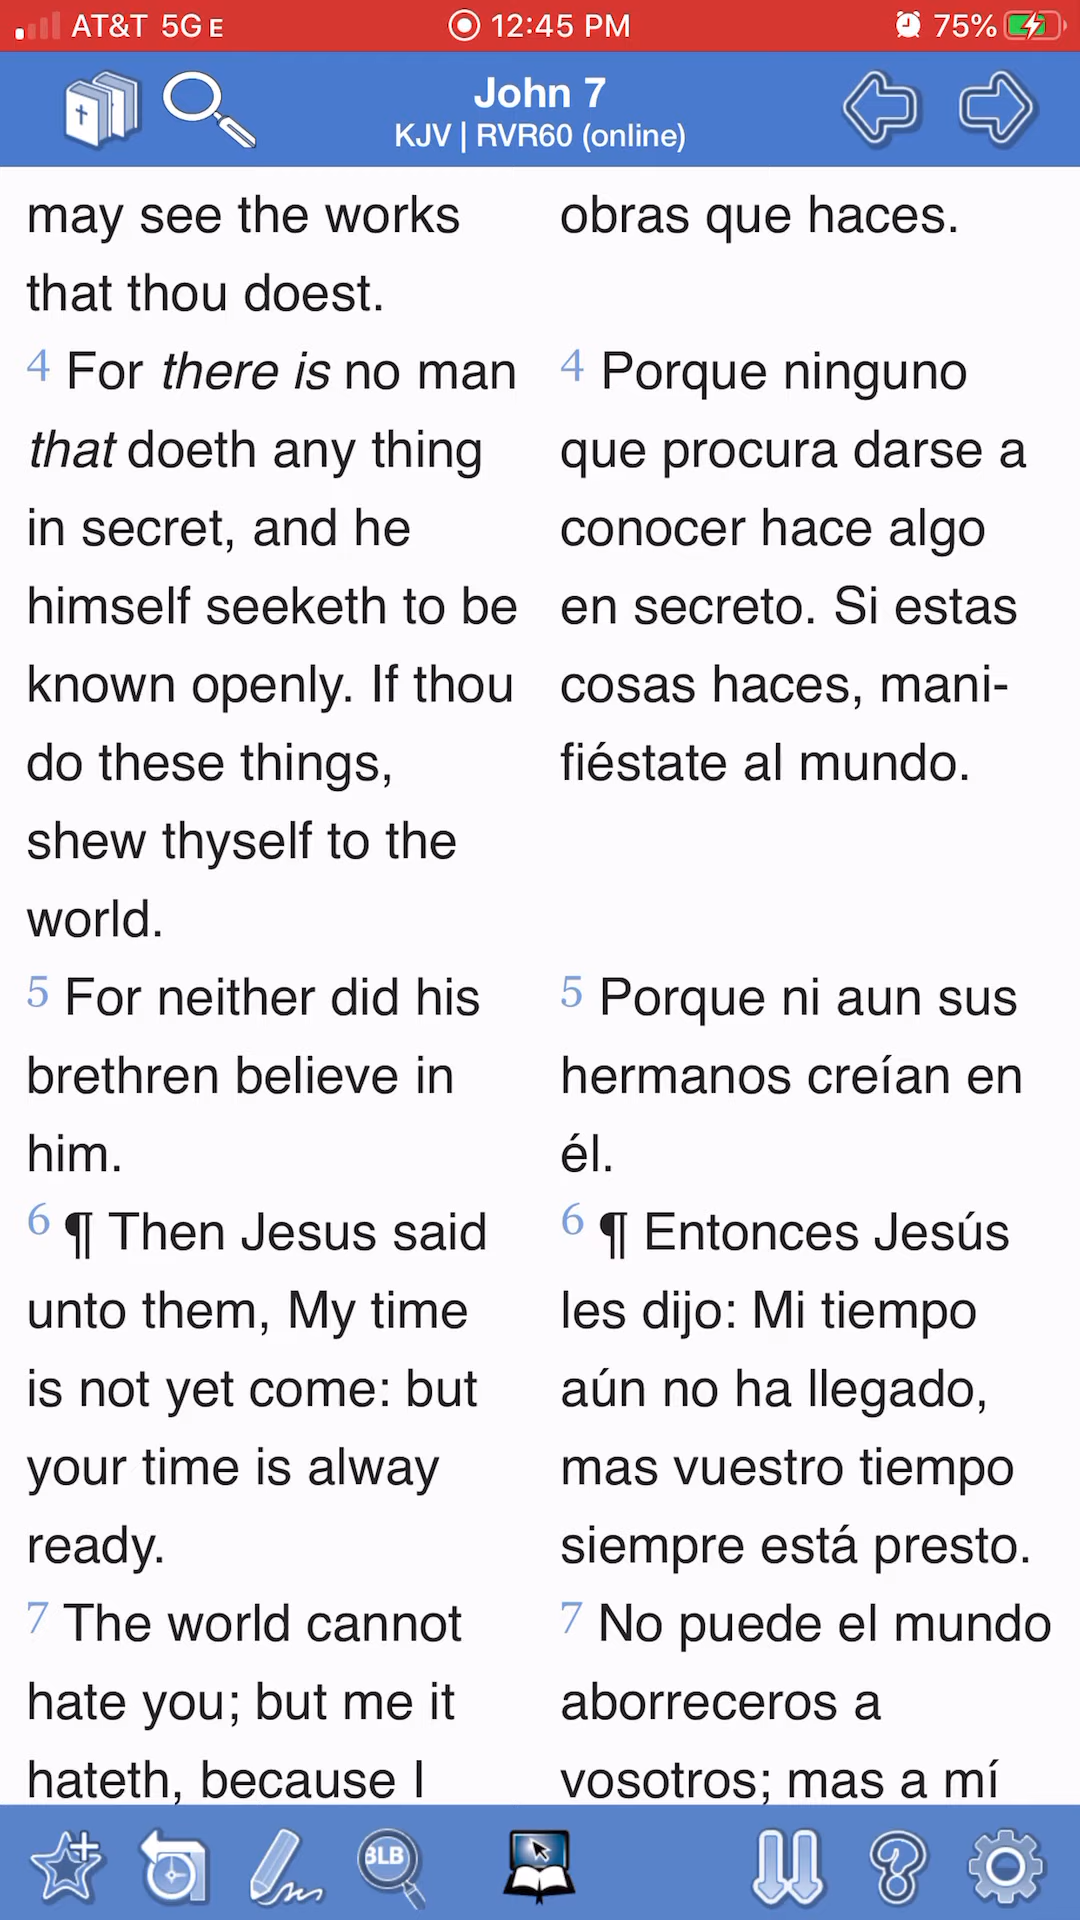 AT&T 5GE 12:45 PM 75%
John 7
KJV | RVR60 (online)
may see the works
that thou doest.
4 For there is no man
that doeth any thing
in secret, and he
himself seeketh to be
known openly. If thou
do these things,
shew thyself to the
world.
5 For neither did his
brethren believe in
him.
6 ¶ Then Jesus said
unto them, My time
is not yet come: but
your time is alway
ready.
7 The world cannot
hate you; but me it
hateth, because I
obras que haces.
4 Porque ninguno
que procura darse a
conocer hace algo
en secreto. Si estas
cosas haces, mani-
fiéstate al mundo.
5 Porque ni aun sus
hermanos creían en
él.
6 ¶ Entonces Jesús
les dijo: Mi tiempo
aún no ha llegado,
mas vuestro tiempo
siempre está presto.
7 No puede el mundo
aborreceros a
vosotros; mas a mí
BLB